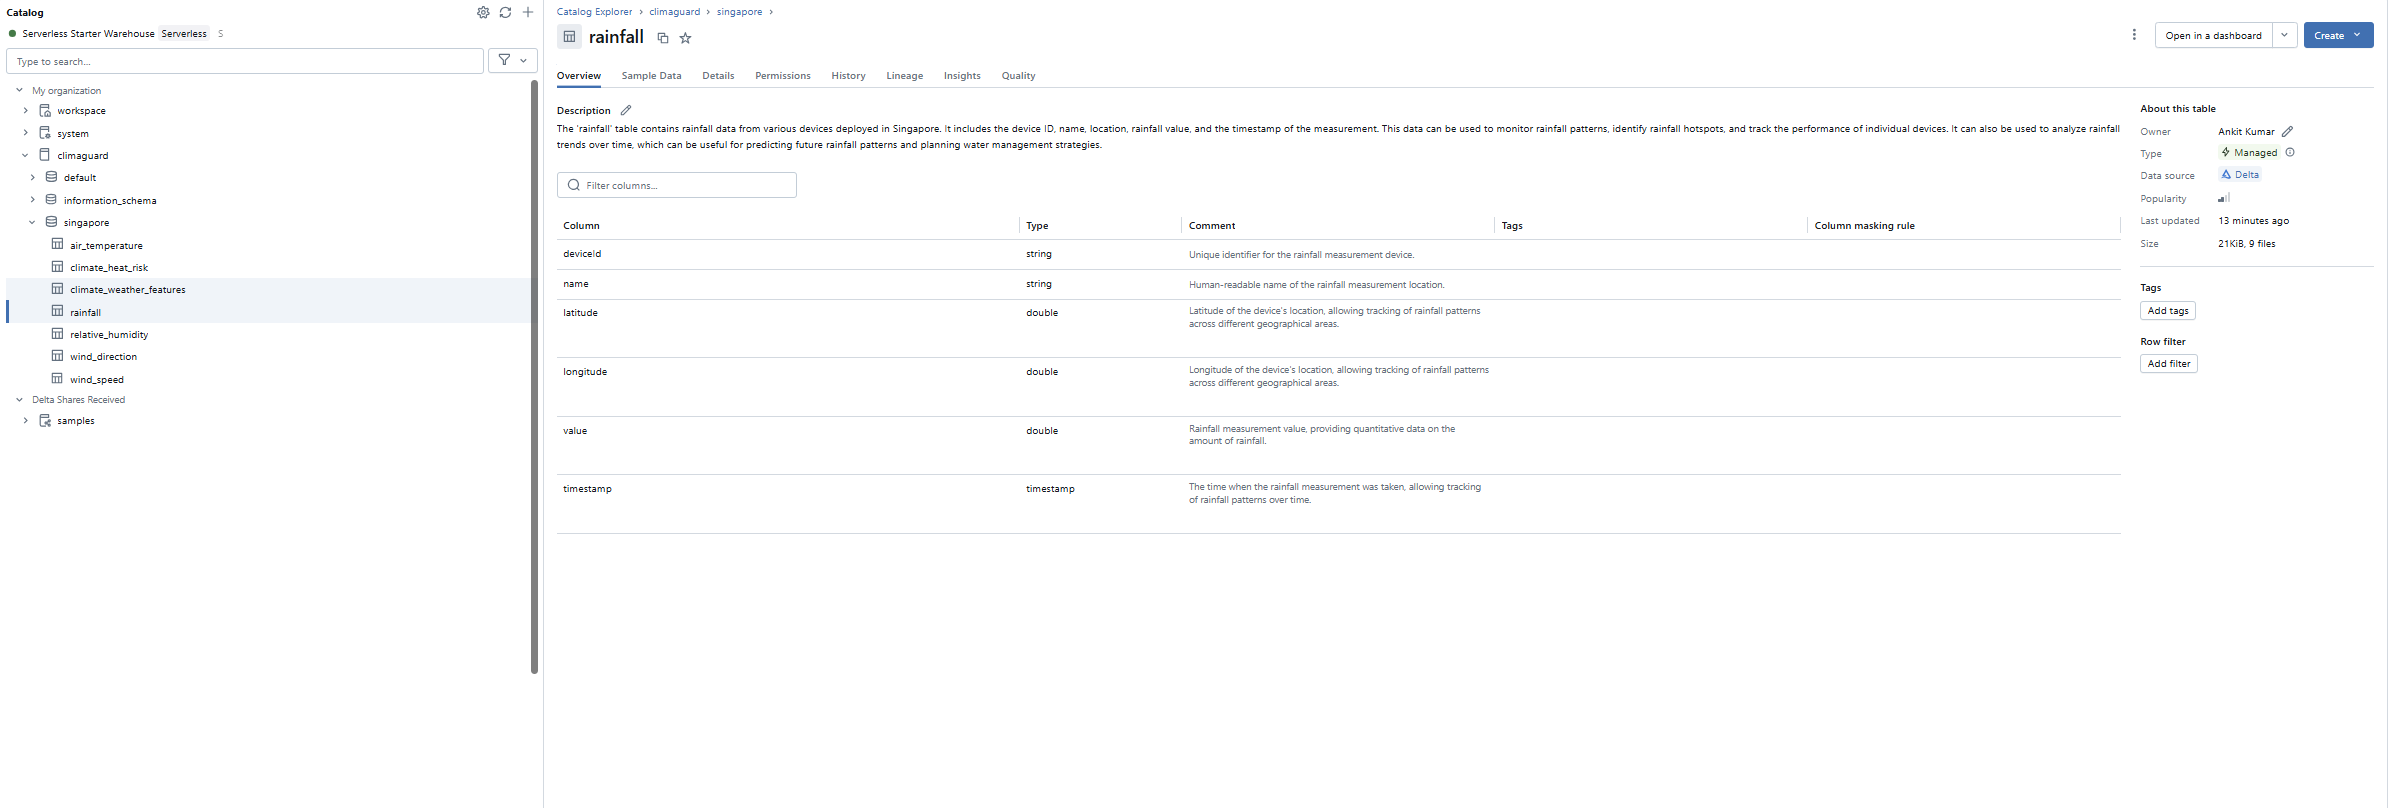 Catalog
Serverless Starter Warehouse Serverless S
Type to search...
My organization
workspace
system
climaguard
default
information_schema
singapore
air_temperature
climate_heat_risk
climate_weather_features
rainfall
relative_humidity
wind_direction
wind_speed
Delta Shares Received
samples
Catalog Explorer > climaguard > singapore >
rainfall
Open in a dashboard
Create
Overview Sample Data Details Permissions History Lineage Insights Quality
Description
The 'rainfall' table contains rainfall data from various devices deployed in Singapore. It includes the device ID, name, location, rainfall value, and the timestamp of the measurement. This data can be used to monitor rainfall patterns, identify rainfall hotspots, and track the performance of individual devices. It can also be used to analyze rainfall
trends over time, which can be useful for predicting future rainfall patterns and planning water management strategies.
Filter columns...
Column Type Comment Tags Column masking rule
deviceId string Unique identifier for the rainfall measurement device.
name string Human-readable name of the rainfall measurement location.
latitude double Latitude of the device's location, allowing tracking of rainfall patterns
across different geographical areas.
longitude double Longitude of the device's location, allowing tracking of rainfall patterns
across different geographical areas.
value double Rainfall measurement value, providing quantitative data on the
amount of rainfall.
timestamp timestamp The time when the rainfall measurement was taken, allowing tracking
of rainfall patterns over time.
About this table
Owner Ankit Kumar
Type Managed
Data source Delta
Popularity
Last updated 13 minutes ago
Size 21KiB, 9 files
Tags
Add tags
Row filter
Add filter